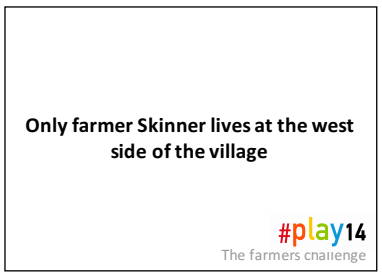 Only farmer Skinner lives at the west
side of the village
#play14
The farmers challenge